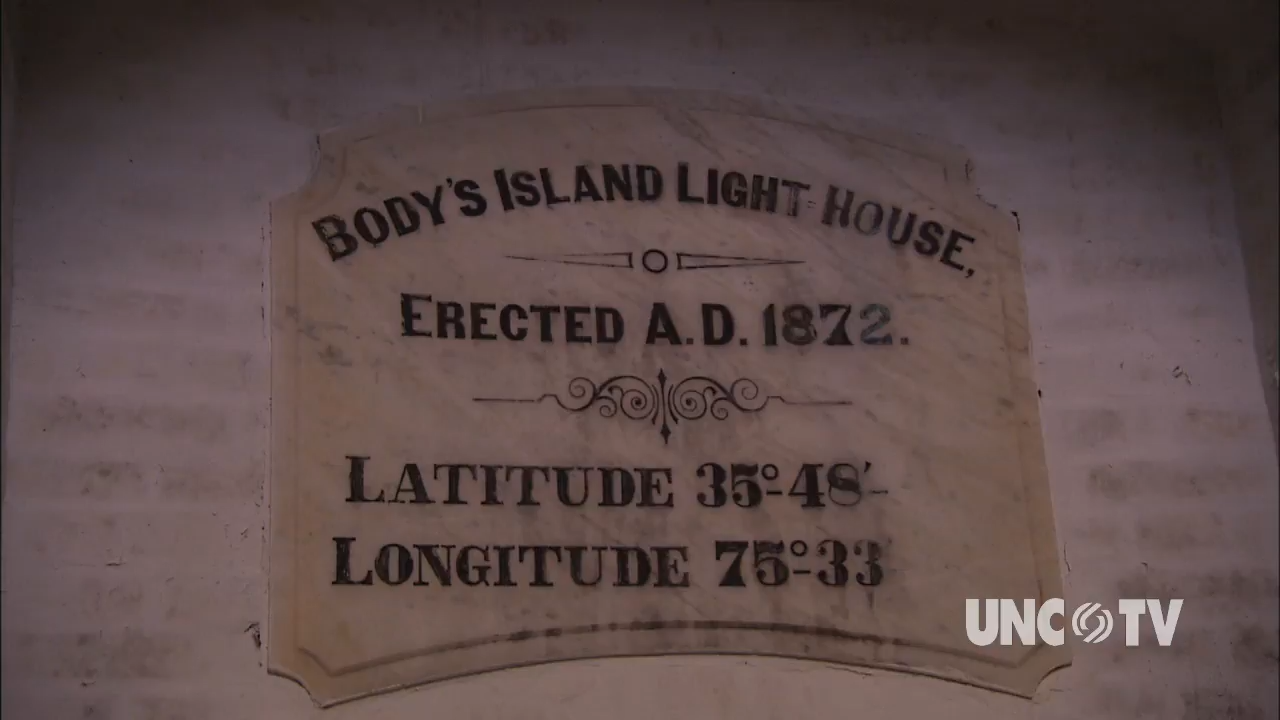 BODY'S ISLAND LIGHT-HOUSE,
ERECTED A.D. 1872.
LATITUDE 35°-48'-
LONGITUDE 75°-33'
UNC TV